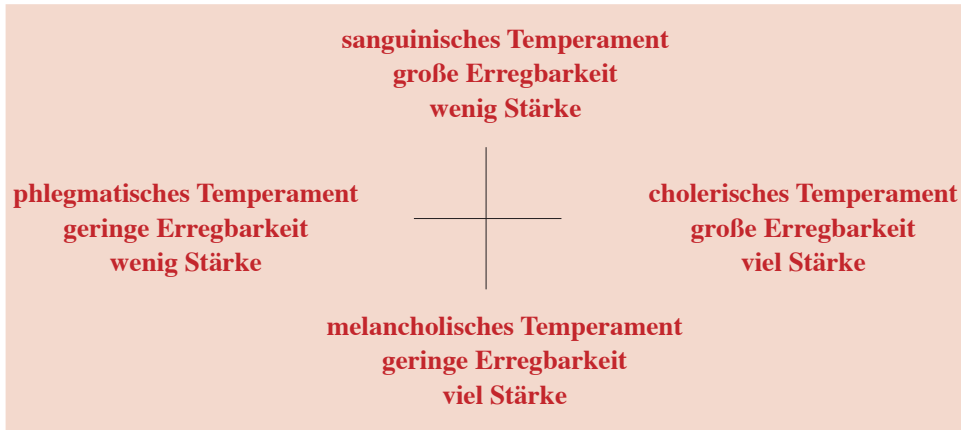 sanguinisches Temperament
große Erregbarkeit
wenig Stärke
phlegmatisches Temperament
geringe Erregbarkeit
wenig Stärke
cholerisches Temperament
große Erregbarkeit
viel Stärke
melancholisches Temperament
geringe Erregbarkeit
viel Stärke